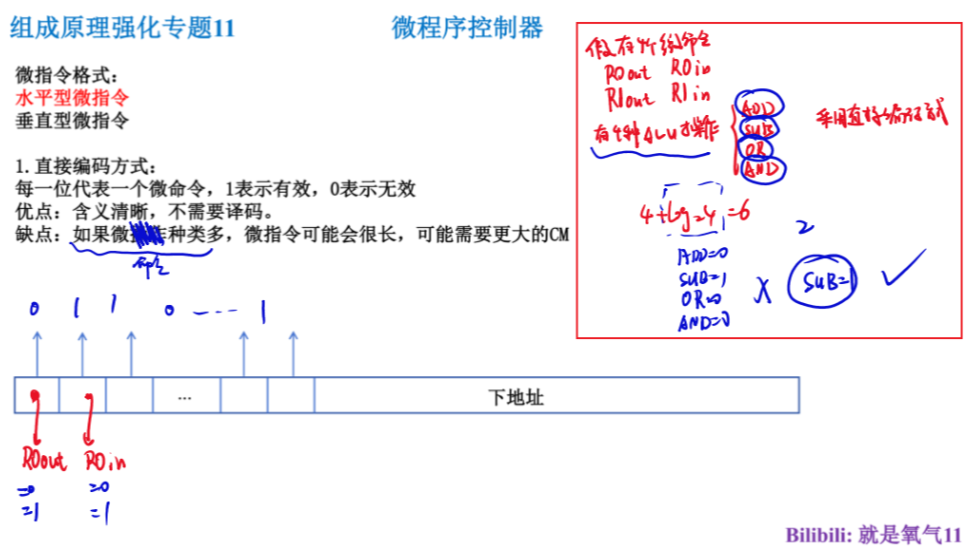 组成原理强化专题11
微程序控制器
微指令格式：
水平型微指令
垂直型微指令
1.直接编码方式：
每一位代表一个微命令，1表示有效，0表示无效
优点：含义清晰，不需要译码。
缺点：如果微种类多，微指令可能会很长，可能需要更大的CM
命令
0 1 1 0 ---- 1
... 下地址
R0out R0in
=0 =0
=1 =1
假有4个微命令
R0out R0in
R1out R1in
有4种ALU操作
ADD
SUB
OR
AND
采用直接编码方式
4+log₂4=6
2
ADD=0
SUB=1
OR=0
AND=0
X
SUB=1
✓
Bilibili: 就是氧气11